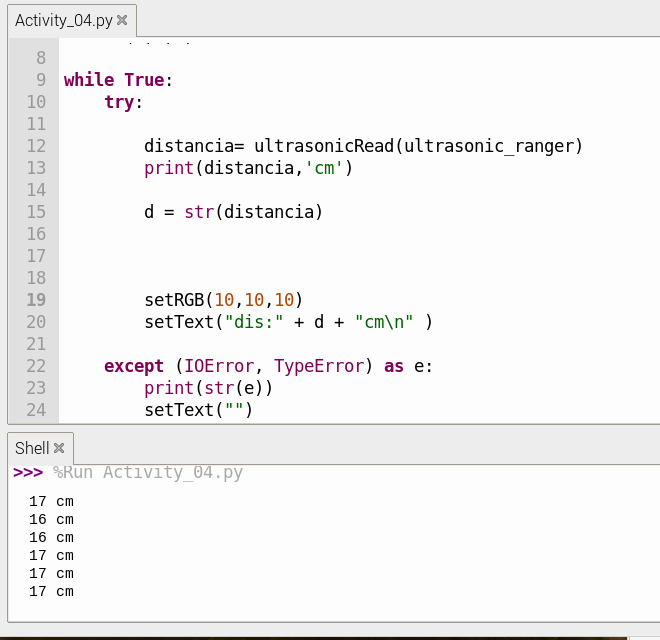 Activity_04.py
8
9 while True:
10     try:
11
12         distancia= ultrasonicRead(ultrasonic_ranger)
13         print(distancia,'cm')
14
15         d = str(distancia)
16
17
18
19         setRGB(10,10,10)
20         setText("dis:" + d + "cm\n" )
21
22     except (IOError, TypeError) as e:
23         print(str(e))
24         setText("")
Shell
>>> %Run Activity_04.py
17 cm
16 cm
16 cm
17 cm
17 cm
17 cm